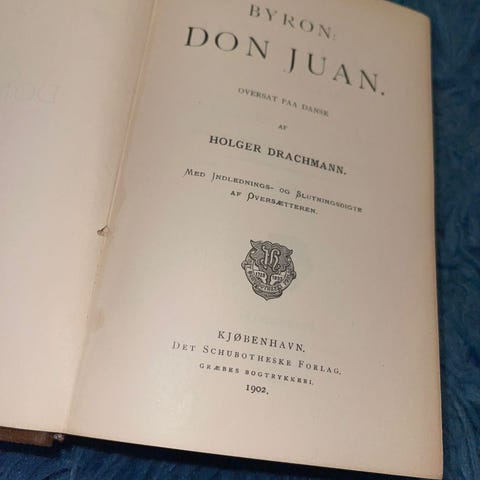 BYRON:
DON JUAN.
OVERSAT PAA DANSK
AF
HOLGER DRACHMANN.
MED INDLEDNINGS- OG SLUTNINGSDIGTE
AF OVERSÆTTEREN.
KJØBENHAVN.
DET SCHUBOTHESKE FORLAG.
GRÆBES BOGTRYKKERI.
1902.